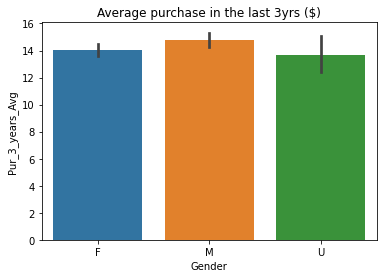 Average purchase in the last 3yrs ($)
Pur_3_years_Avg
16
14
12
10
8
6
4
2
0
F M U
Gender